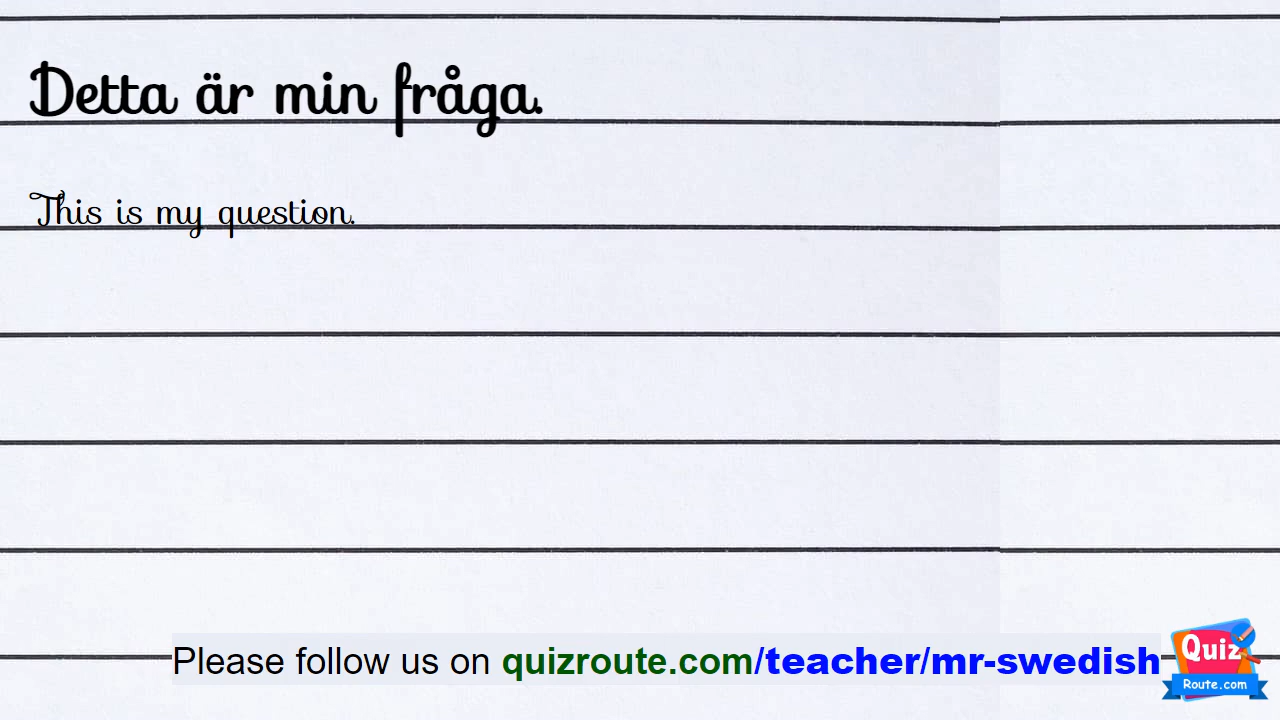 Detta är min fråga.
This is my question.
Please follow us on quizroute.com/teacher/mr-swedish
Quiz
Route.com